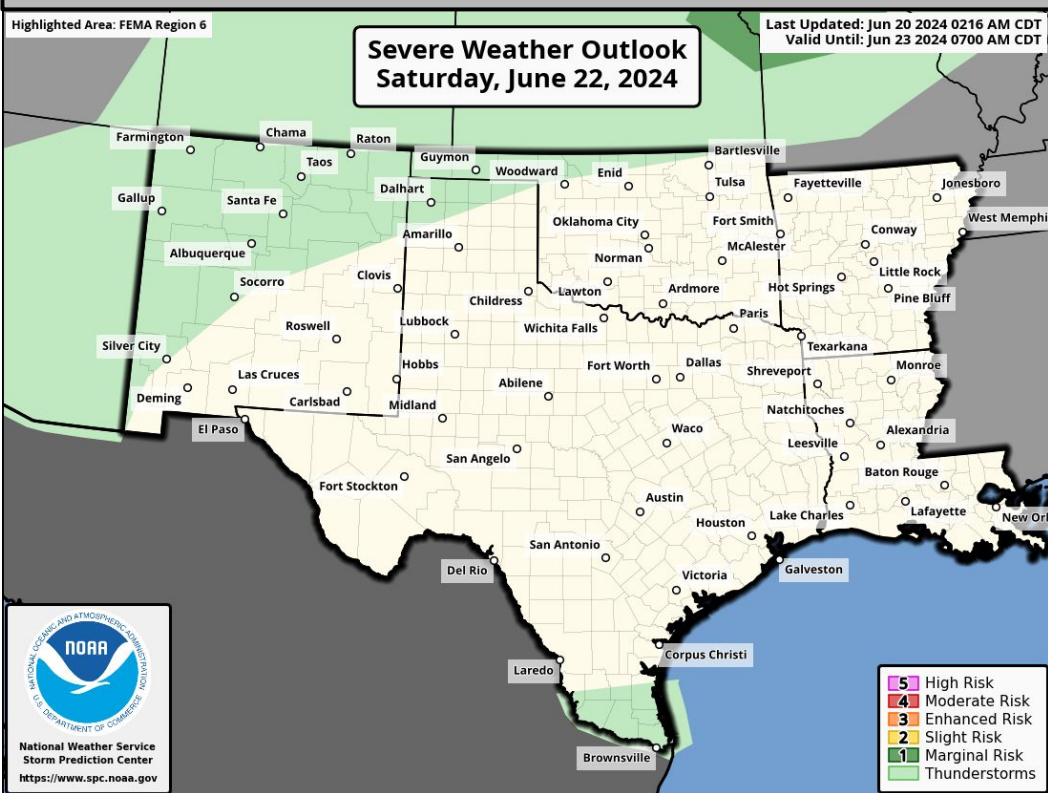 Highlighted Area: FEMA Region 6
Severe Weather Outlook
Saturday, June 22, 2024
Last Updated: Jun 20 2024 0216 AM CDT
Valid Until: Jun 23 2024 0700 AM CDT
Farmington
Chama
Raton
Taos
Guymon
Woodward
Enid
Bartlesville
Tulsa
Fayetteville
Jonesboro
Gallup
Santa Fe
Dalhart
Albuquerque
Amarillo
Oklahoma City
Fort Smith
West Memphi
Conway
Norman
McAlester
Socorro
Clovis
Childress
Lawton
Ardmore
Hot Springs
Little Rock
Pine Bluff
Roswell
Lubbock
Wichita Falls
Paris
Texarkana
Silver City
Las Cruces
Hobbs
Fort Worth
Dallas
Shreveport
Monroe
Deming
Carlsbad
Midland
Abilene
Natchitoches
El Paso
Waco
Leesville
Alexandria
San Angelo
Fort Stockton
Baton Rouge
Austin
Houston
Lake Charles
Lafayette
New Orl
San Antonio
Del Rio
Galveston
Victoria
Laredo
Corpus Christi
Brownsville
NATIONAL OCEANIC AND ATMOSPHERIC ADMINISTRATION
NOAA
U.S. DEPARTMENT OF COMMERCE
National Weather Service
Storm Prediction Center
https://www.spc.noaa.gov
5 High Risk
4 Moderate Risk
3 Enhanced Risk
2 Slight Risk
1 Marginal Risk
Thunderstorms